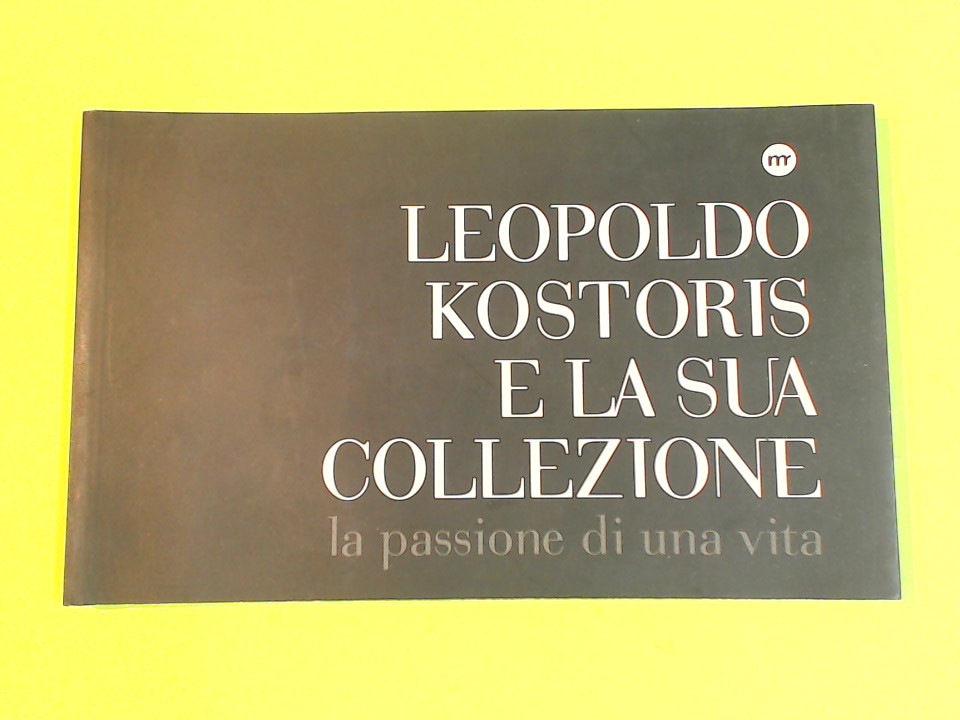 mr
LEOPOLDO
KOSTORIS
E LA SUA
COLLEZIONE
la passione di una vita